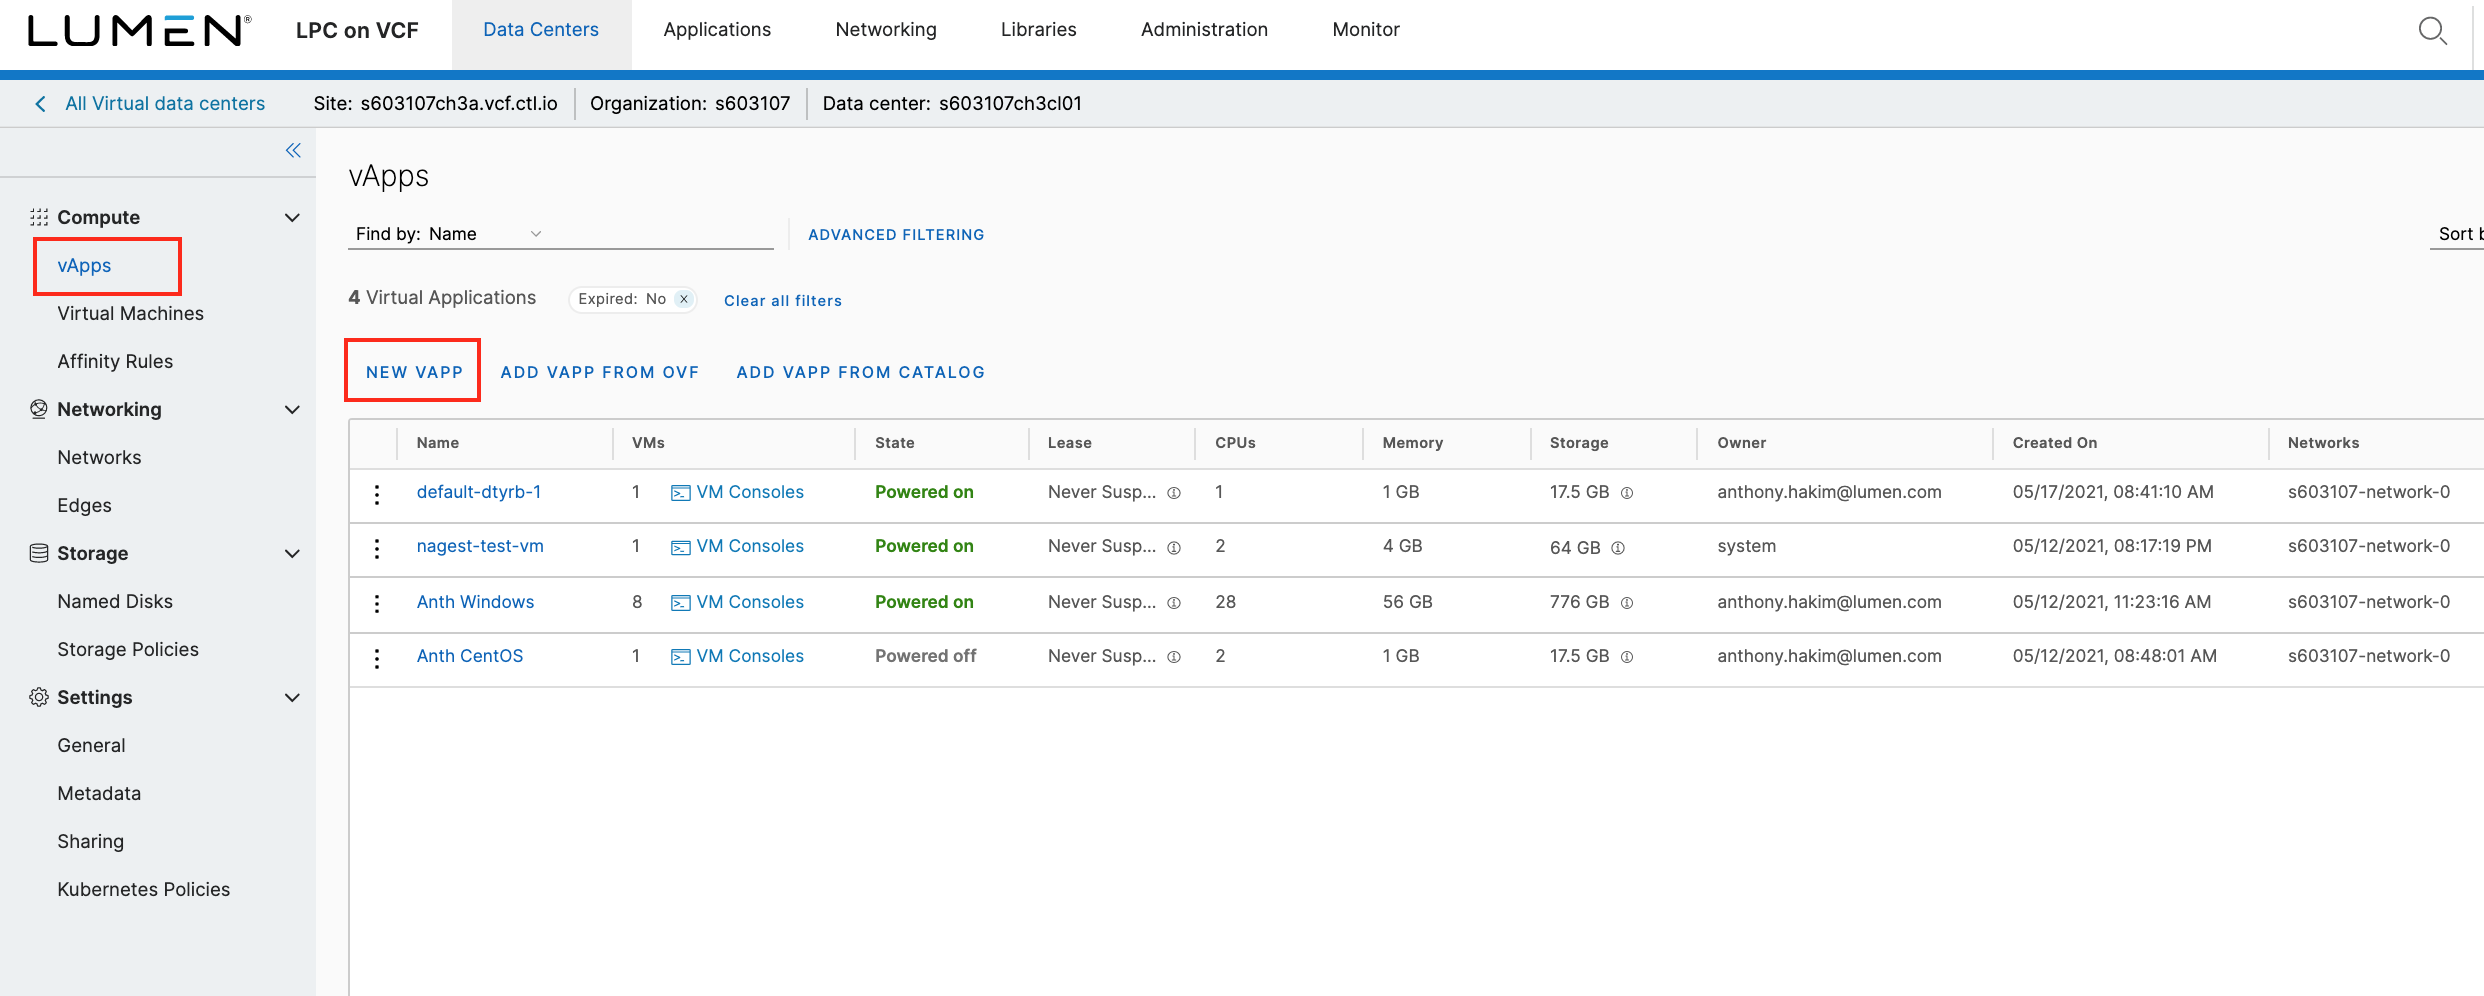 LUMEN® LPC on VCF Data Centers Applications Networking Libraries Administration Monitor
All Virtual data centers Site: s603107ch3a.vcf.ctl.io Organization: s603107 Data center: s603107ch3cl01
Compute
vApps
Virtual Machines
Affinity Rules
Networking
Networks
Edges
Storage
Named Disks
Storage Policies
Settings
General
Metadata
Sharing
Kubernetes Policies
vApps
Find by: Name ADVANCED FILTERING Sort b
4 Virtual Applications Expired: No Clear all filters
NEW VAPP ADD VAPP FROM OVF ADD VAPP FROM CATALOG
Name VMs State Lease CPUs Memory Storage Owner Created On Networks
default-dtyrb-1 1 VM Consoles Powered on Never Susp... 1 1 GB 17.5 GB anthony.hakim@lumen.com 05/17/2021, 08:41:10 AM s603107-network-0
nagest-test-vm 1 VM Consoles Powered on Never Susp... 2 4 GB 64 GB system 05/12/2021, 08:17:19 PM s603107-network-0
Anth Windows 8 VM Consoles Powered on Never Susp... 28 56 GB 776 GB anthony.hakim@lumen.com 05/12/2021, 11:23:16 AM s603107-network-0
Anth CentOS 1 VM Consoles Powered off Never Susp... 2 1 GB 17.5 GB anthony.hakim@lumen.com 05/12/2021, 08:48:01 AM s603107-network-0